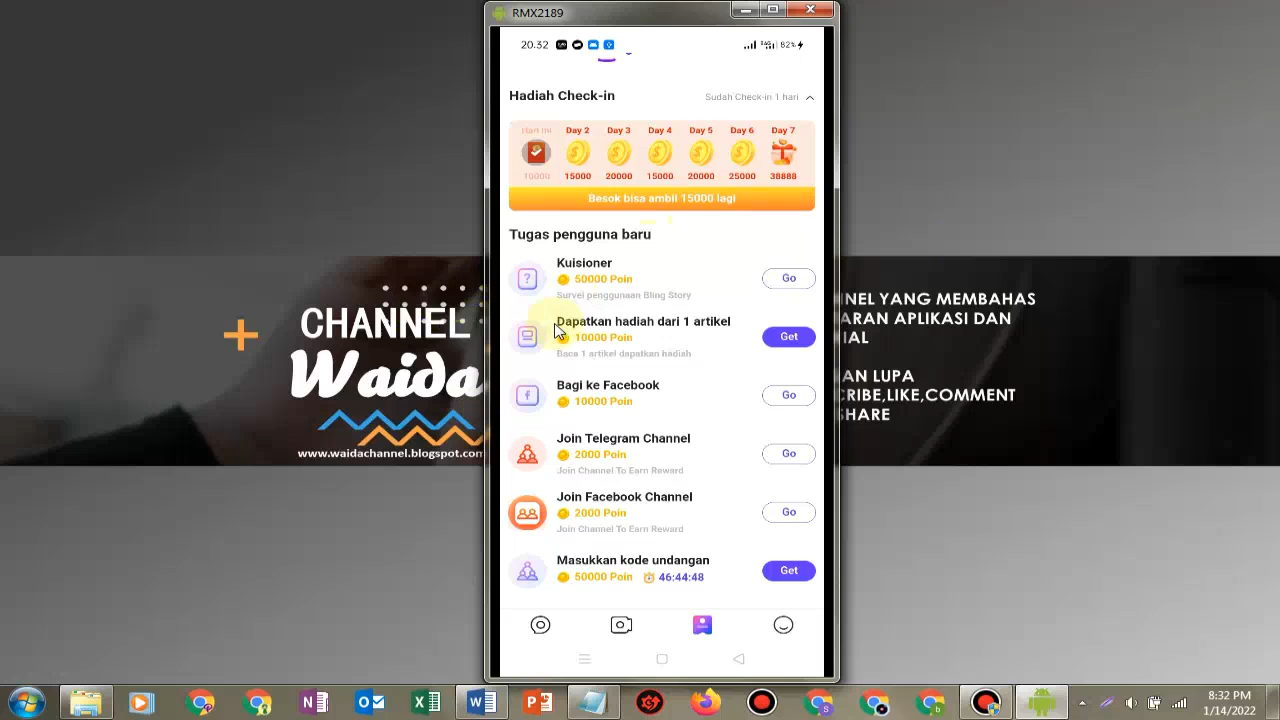 RMX2189
20.32
82%
Hadiah Check-in
Sudah Check-in 1 hari
Hari Ini Day 2 Day 3 Day 4 Day 5 Day 6 Day 7
10000 15000 20000 15000 20000 25000 38888
Besok bisa ambil 15000 lagi
Tugas pengguna baru
Kuisioner
50000 Poin
Survei penggunaan Bling Story
Go
Dapatkan hadiah dari 1 artikel
10000 Poin
Baca 1 artikel dapatkan hadiah
Get
Bagi ke Facebook
10000 Poin
Go
Join Telegram Channel
2000 Poin
Join Channel To Earn Reward
Go
Join Facebook Channel
2000 Poin
Join Channel To Earn Reward
Go
Masukkan kode undangan
50000 Poin 46:44:48
Get
CHANNEL
Waida
www.waidachannel.blogspot.com
NNEL YANG MEMBAHAS
ARAN APLIKASI DAN
IAL
AN LUPA
CRIBE,LIKE,COMMENT
SHARE
8:32 PM
1/14/2022